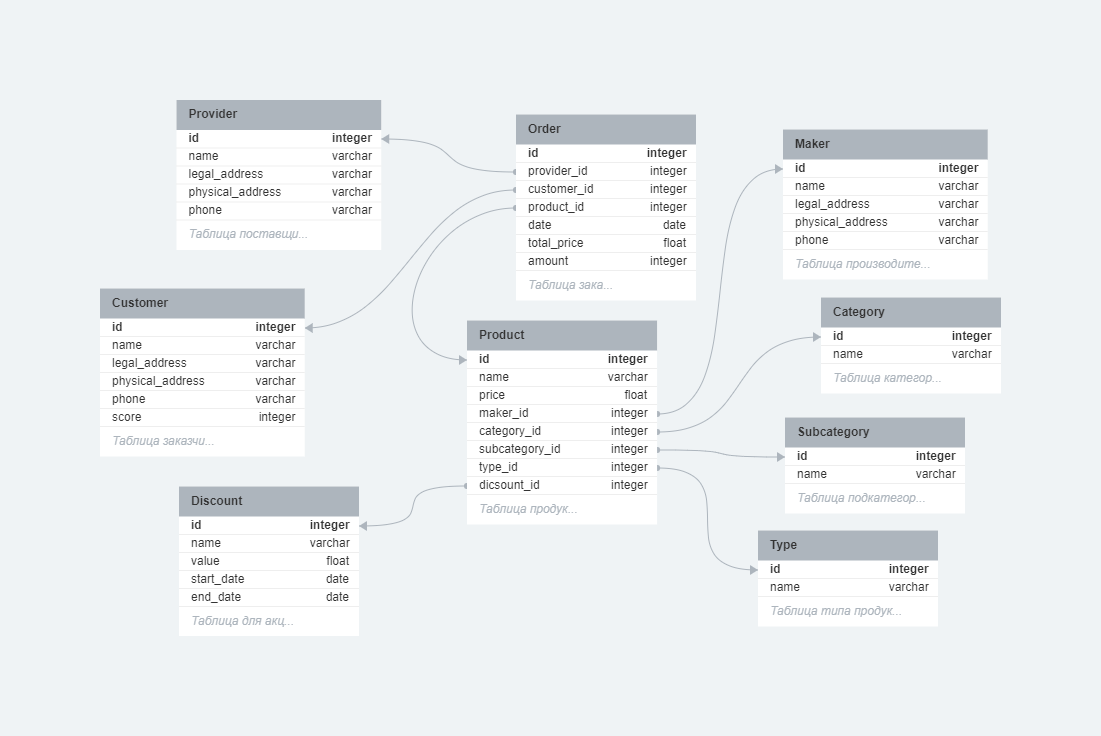 Provider
id integer
name varchar
legal_address varchar
physical_address varchar
phone varchar
Таблица поставщи...
Order
id integer
provider_id integer
customer_id integer
product_id integer
date date
total_price float
amount integer
Таблица зака...
Maker
id integer
name varchar
legal_address varchar
physical_address varchar
phone varchar
Таблица производите...
Customer
id integer
name varchar
legal_address varchar
physical_address varchar
phone varchar
score integer
Таблица заказчи...
Product
id integer
name varchar
price float
maker_id integer
category_id integer
subcategory_id integer
type_id integer
dicsount_id integer
Таблица продук...
Category
id integer
name varchar
Таблица категор...
Subcategory
id integer
name varchar
Таблица подкатегор...
Discount
id integer
name varchar
value float
start_date date
end_date date
Таблица для акц...
Type
id integer
name varchar
Таблица типа продук...